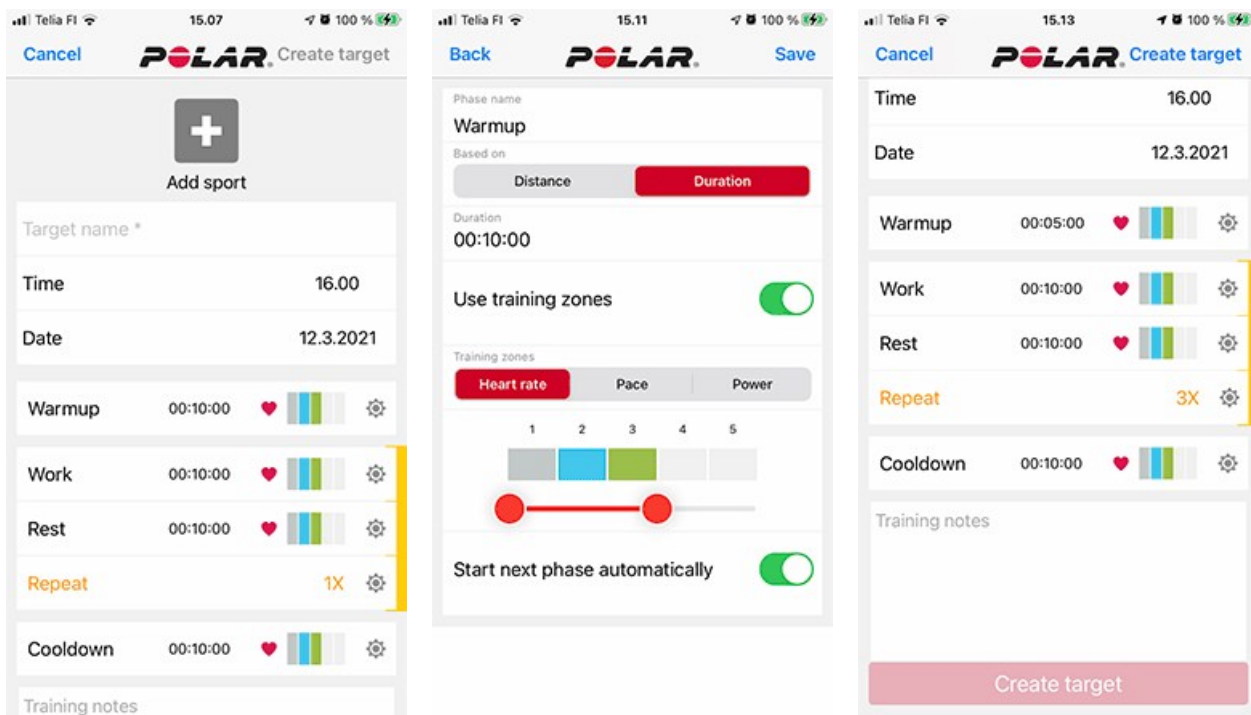 Telia FI 15.07 100 %
Cancel POLAR. Create target
Add sport
Target name *
Time 16.00
Date 12.3.2021
Warmup 00:10:00
Work 00:10:00
Rest 00:10:00
Repeat 1X
Cooldown 00:10:00
Training notes
Telia FI 15.11 100 %
Back POLAR. Save
Phase name
Warmup
Based on
Distance Duration
Duration
00:10:00
Use training zones
Training zones
Heart rate Pace Power
1 2 3 4 5
Start next phase automatically
Telia FI 15.13 100 %
Cancel POLAR. Create target
Time 16.00
Date 12.3.2021
Warmup 00:05:00
Work 00:10:00
Rest 00:10:00
Repeat 3X
Cooldown 00:10:00
Training notes
Create target